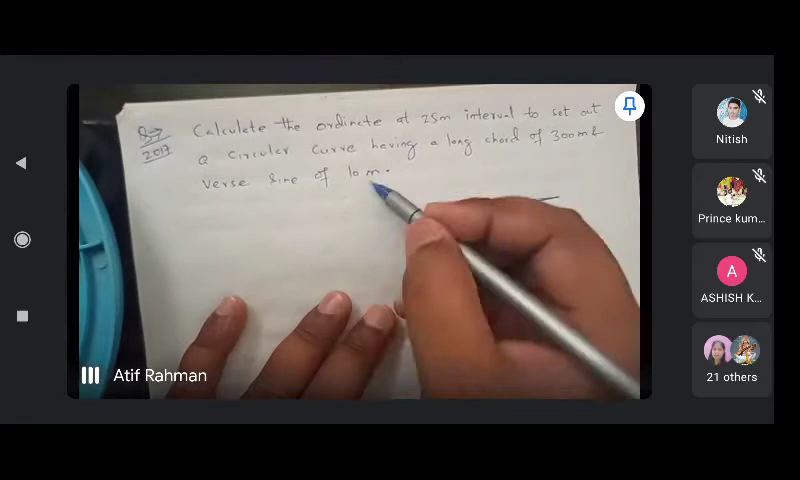 Q→ Calculate the ordinate at 25m interval to set out
2017 a circular curve having a long chord of 300m &
verse sine of 10 m.
Atif Rahman
Nitish
Prince kum...
A
ASHISH K...
21 others